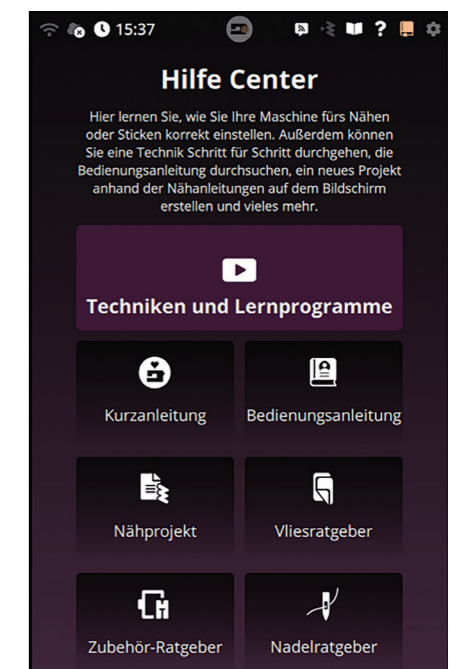 15:37
?
Hilfe Center
Hier lernen Sie, wie Sie Ihre Maschine fürs Nähen
oder Sticken korrekt einstellen. Außerdem können
Sie eine Technik Schritt für Schritt durchgehen, die
Bedienungsanleitung durchsuchen, ein neues Projekt
anhand der Nähanleitungen auf dem Bildschirm
erstellen und vieles mehr.
Techniken und Lernprogramme
Kurzanleitung
Bedienungsanleitung
Nähprojekt
Vliesratgeber
Zubehör-Ratgeber
Nadelratgeber